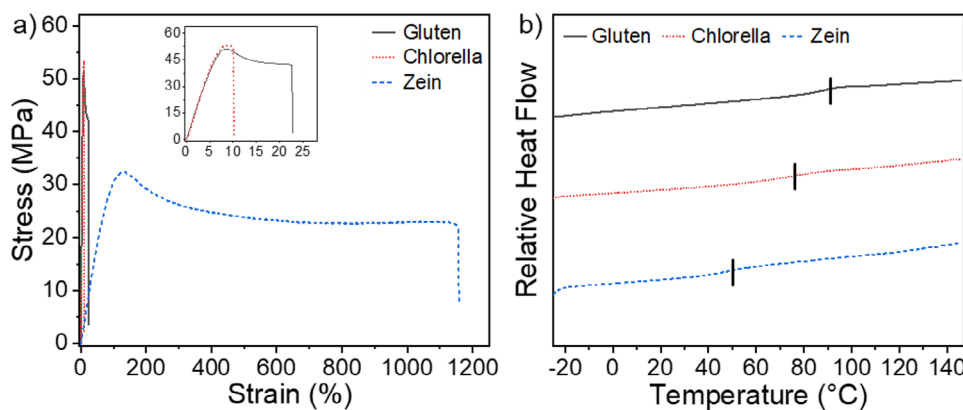 a)
Gluten
Chlorella
Zein
60
50
40
30
20
10
0
Stress (MPa)
0 200 400 600 800 1000 1200
Strain (%)
60
45
30
15
0
0 5 10 15 20 25
b)
Gluten Chlorella Zein
Relative Heat Flow
-20 0 20 40 60 80 100 120 140
Temperature (°C)